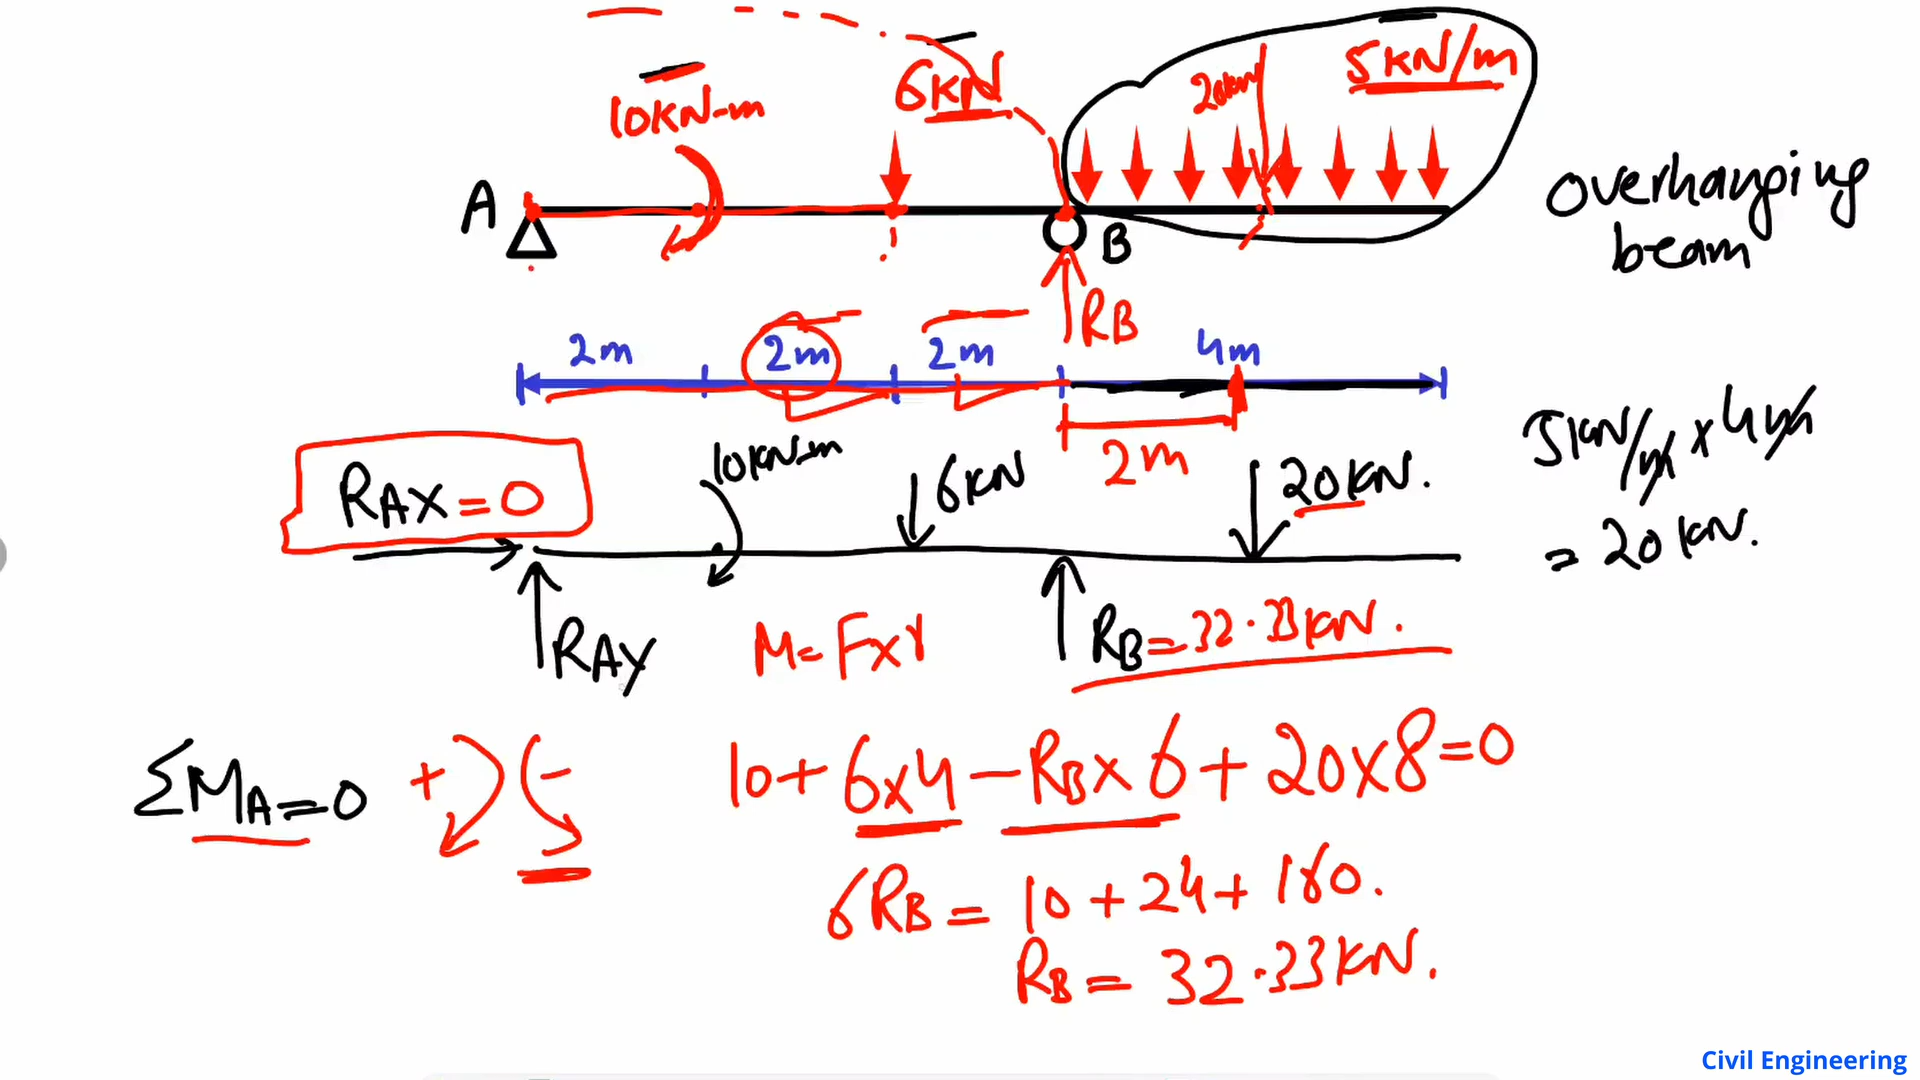 6KN
5KN/m
10KN-m
20KN
A
B
overhanging
beam
RB
2m
2m
2m
4m
2m
5KN/m x 4m
= 20KN.
RAX = 0
10KN-m
6KN
20KN.
RAY
M = F x r
RB = 32.33KN.
ΣMA = 0
+ -
10 + 6x4 - RB x 6 + 20x8 = 0
6RB = 10 + 24 + 160.
RB = 32.33KN.
Civil Engineering